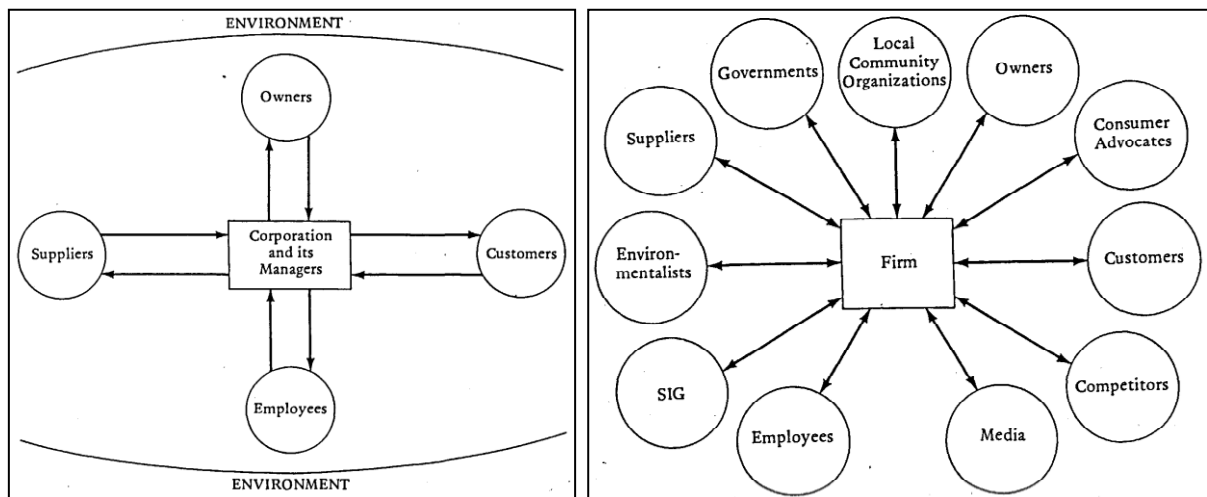 ENVIRONMENT
Owners
Suppliers
Corporation
and its
Managers
Customers
Employees
ENVIRONMENT
Governments
Local
Community
Organizations
Owners
Suppliers
Consumer
Advocates
Environ-
mentalists
Firm
Customers
SIG
Competitors
Employees
Media